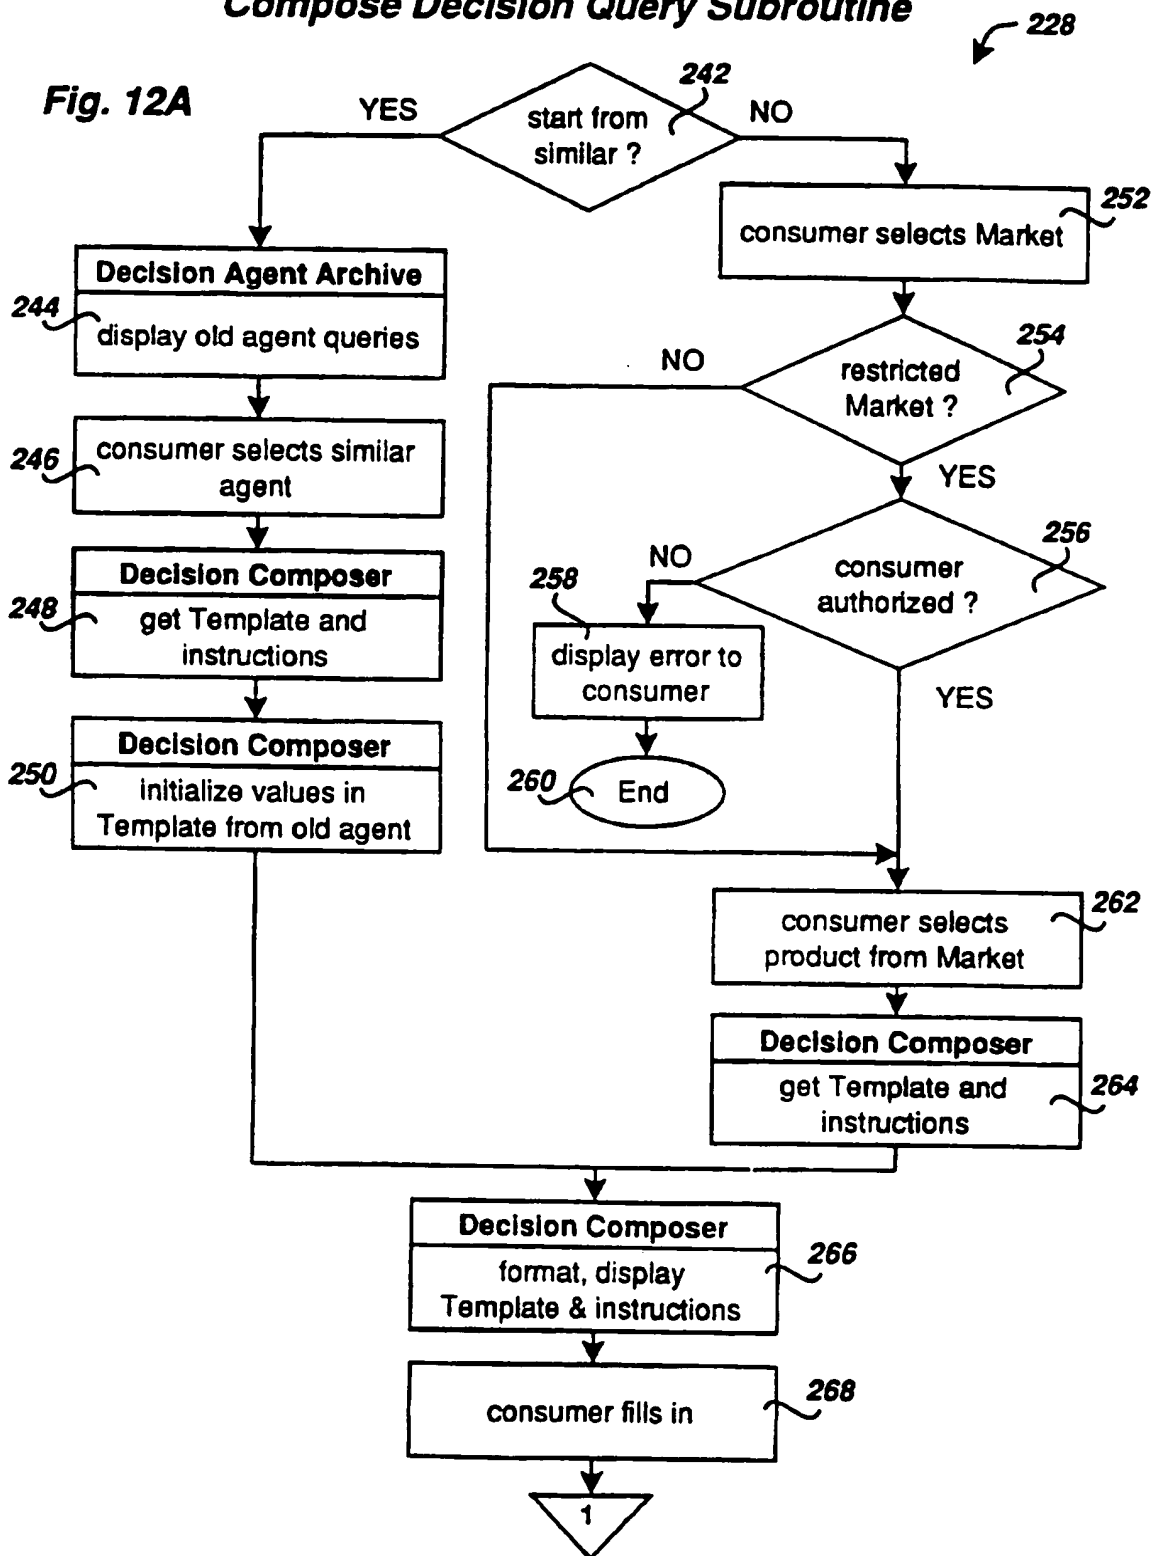 Compose Decision Query Subroutine
228
Fig. 12A
242
YES
start from
similar ?
NO
252
consumer selects Market
Decision Agent Archive
244
display old agent queries
254
NO
restricted
Market ?
246
consumer selects similar
agent
YES
256
NO
consumer
authorized ?
Decision Composer
248
get Template and
instructions
258
display error to
consumer
YES
Decision Composer
250
initialize values in
Template from old agent
260
End
262
consumer selects
product from Market
Decision Composer
264
get Template and
instructions
Decision Composer
266
format, display
Template & instructions
268
consumer fills in
1